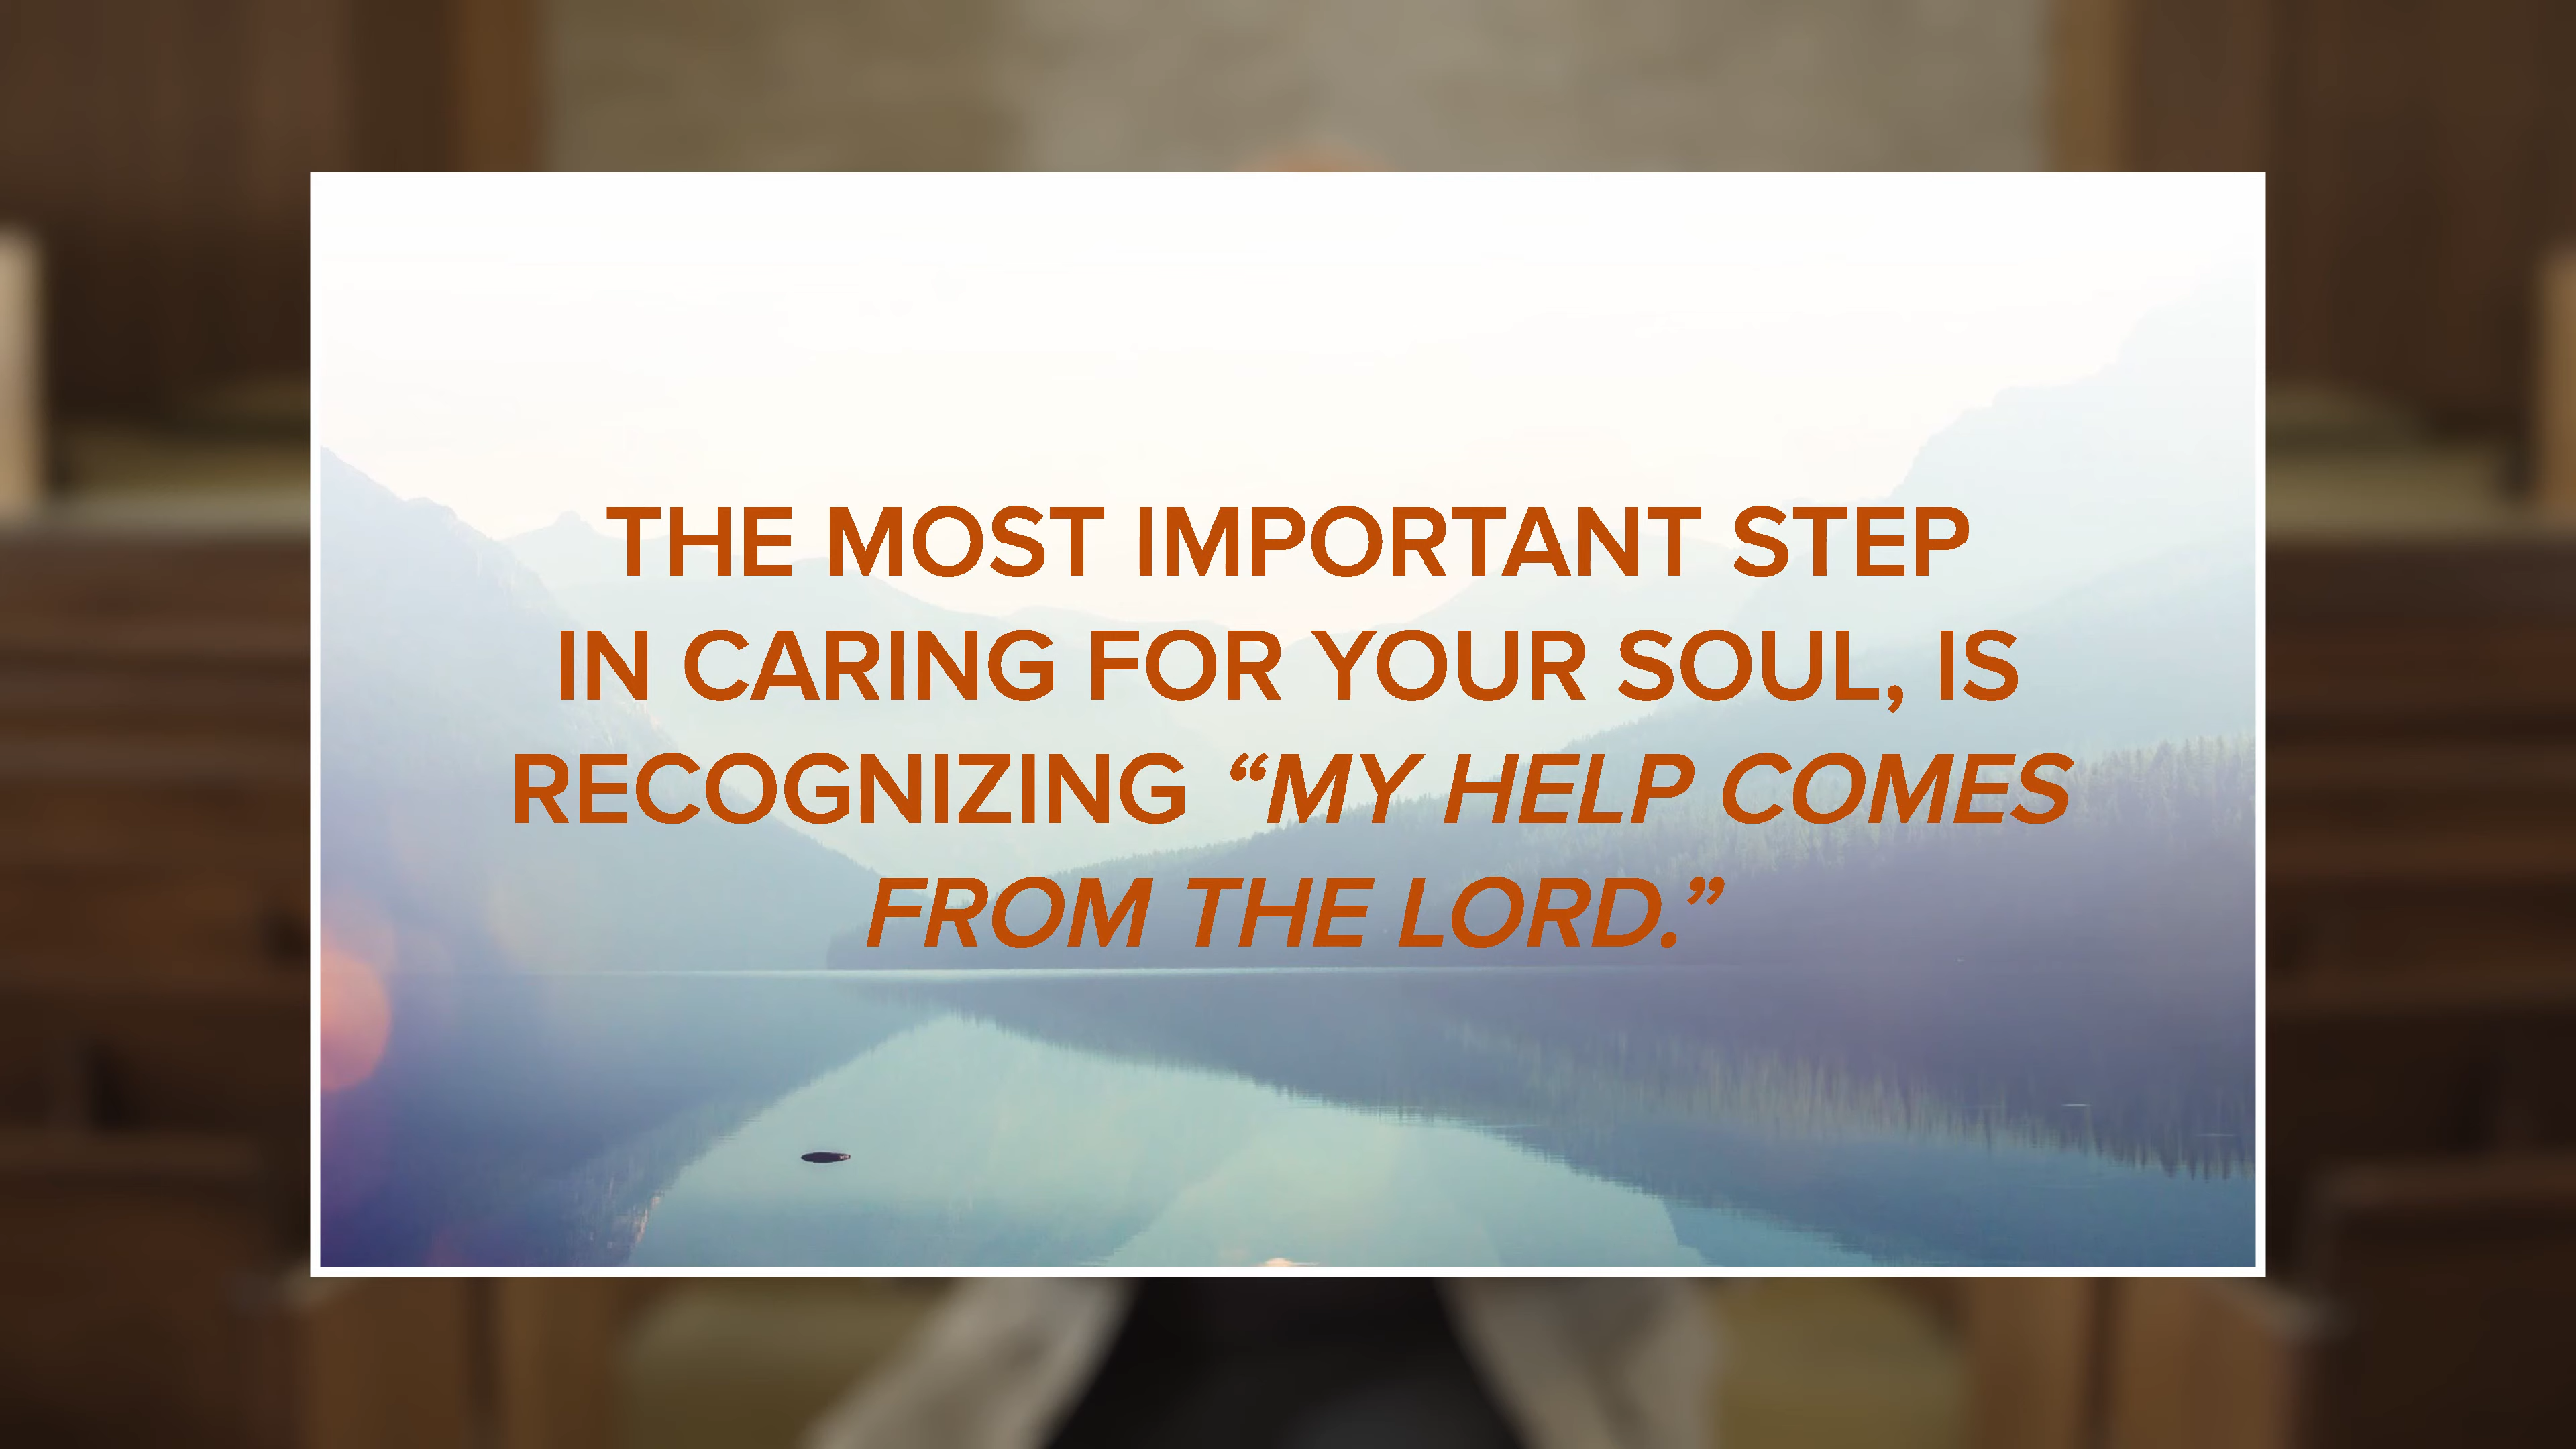 THE MOST IMPORTANT STEP
IN CARING FOR YOUR SOUL, IS
RECOGNIZING “MY HELP COMES
FROM THE LORD.”